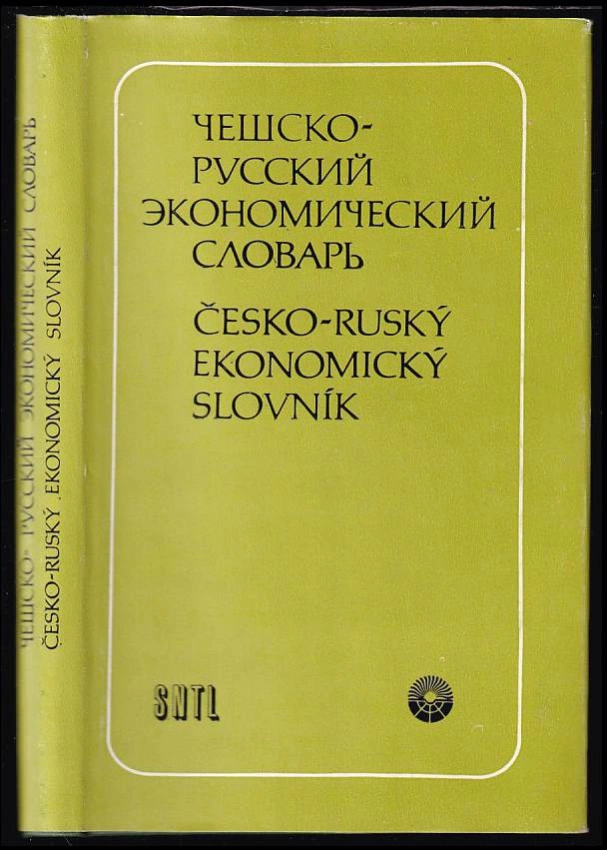 ЧЕШСКО-
РУССКИЙ
ЭКОНОМИЧЕСКИЙ
СЛОВАРЬ
ČESKO-RUSKÝ
EKONOMICKÝ
SLOVNÍK
SNTL
ЧЕШСКО- РУССКИЙ ЭКОНОМИЧЕСКИЙ СЛОВАРЬ
ČESKO-RUSKÝ EKONOMICKÝ SLOVNÍK